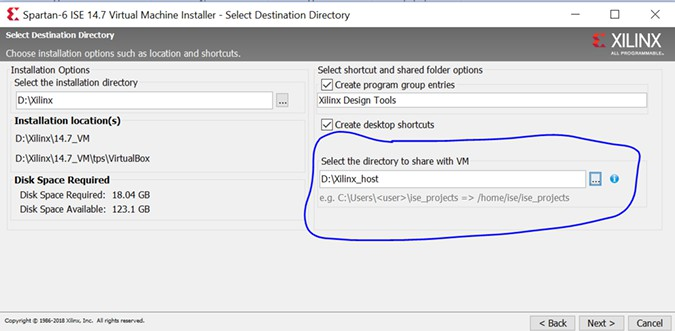 Spartan-6 ISE 14.7 Virtual Machine Installer - Select Destination Directory
Select Destination Directory
Choose installation options such as location and shortcuts.
XILINX
ALL PROGRAMMABLE.
Installation Options
Select the installation directory
D:\Xilinx
...
Installation location(s)
D:\Xilinx\14.7_VM
D:\Xilinx\14.7_VM\tps\VirtualBox
Disk Space Required
Disk Space Required: 18.04 GB
Disk Space Available: 123.1 GB
Select shortcut and shared folder options
Create program group entries
Xilinx Design Tools
Create desktop shortcuts
Select the directory to share with VM
D:\Xilinx_host
...
e.g. C:\Users\<user>\ise_projects => /home/ise/ise_projects
Copyright © 1986-2018 Xilinx, Inc. All rights reserved.
< Back Next > Cancel